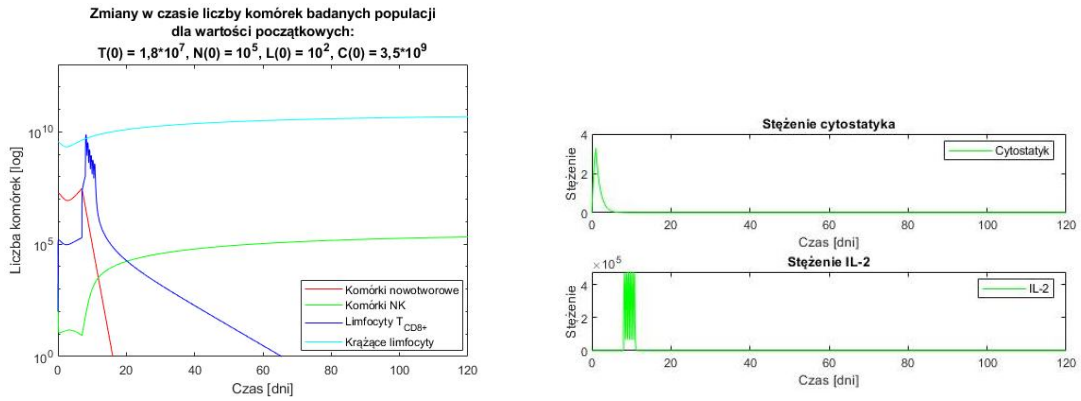 Zmiany w czasie liczby komórek badanych populacji
dla wartości początkowych:
T(0) = 1,8*10^7, N(0) = 10^5, L(0) = 10^2, C(0) = 3,5*10^9
Liczba komórek [log]
10^10
10^5
10^0
0 20 40 60 80 100 120
Czas [dni]
Komórki nowotworowe
Komórki NK
Limfocyty T_CD8+
Krążące limfocyty
Stężenie cytostatyka
Stężenie
4
2
0
Cytostatyk
0 20 40 60 80 100 120
Czas [dni]
Stężenie IL-2
×10^5
Stężenie
4
2
0
IL-2
0 20 40 60 80 100 120
Czas [dni]